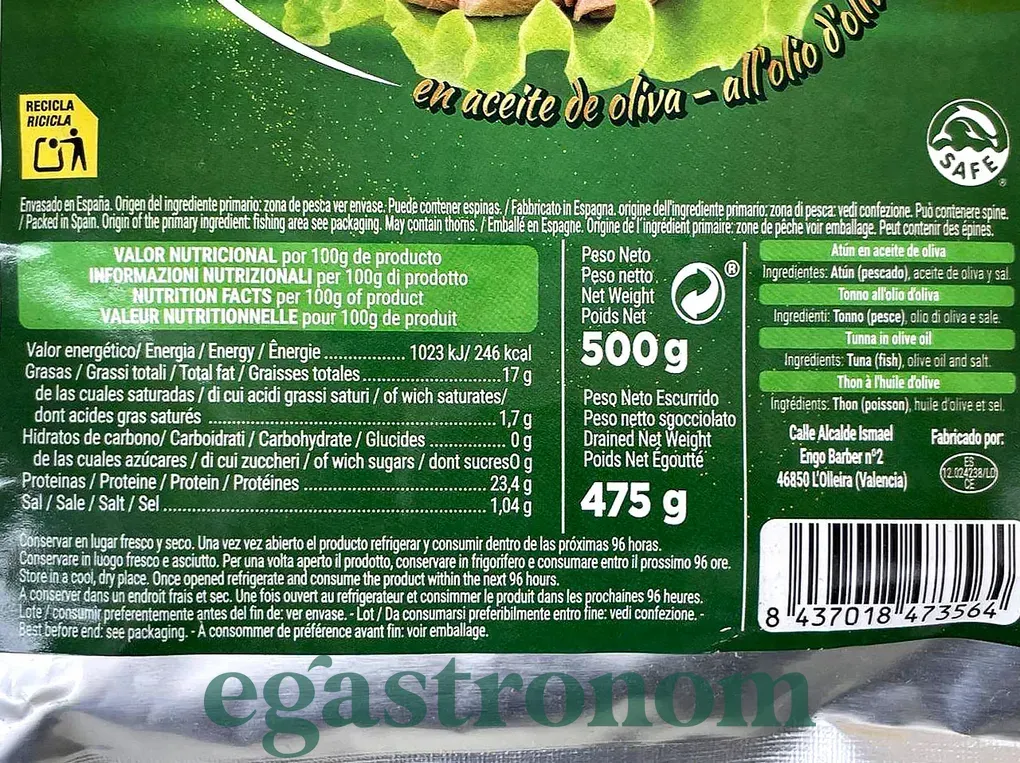 en aceite de oliva - all'olio d'oliv
RECICLA
RICICLA
SAFE
®
Envasado en España. Origen del ingrediente primario: zona de pesca ver envase. Puede contener espinas. / Fabbricato in Espagna. origine dell'ingrediente primario: zona di pesca: vedi confezione. Può contenere spine.
/ Packed in Spain. Origin of the primary ingredient: fishing area see packaging. May contain thorns. / Emballé en Espagne. Origine de l'ingrédient primaire: zone de pêche voir emballage. Peut contenir des épines.
VALOR NUTRICIONAL por 100g de producto
INFORMAZIONI NUTRIZIONALI per 100g di prodotto
NUTRITION FACTS per 100g of product
VALEUR NUTRITIONNELLE pour 100g de produit
Valor energético/ Energia / Energy / Ênergie ................ 1023 kJ/ 246 kcal
Grasas / Grassi totali / Total fat / Graisses totales ........................... 17 g
de las cuales saturadas / di cui acidi grassi saturi / of wich saturates/
dont acides gras saturés ........................................................ 1,7 g
Hidratos de carbono/ Carboidrati / Carbohydrate / Glucides ............... 0 g
de las cuales azúcares / di cui zuccheri / of wich sugars / dont sucres0 g
Proteinas / Proteine / Protein / Protéines .................................... 23,4 g
Sal / Sale / Salt / Sel ................................................................ 1,04 g
Conservar en lugar fresco y seco. Una vez vez abierto el producto refrigerar y consumir dentro de las próximas 96 horas.
Conservare in luogo fresco e asciutto. Per una volta aperto il prodotto, conservare in frigorifero e consumare entro il prossimo 96 ore.
Store in a cool, dry place. Once opened refrigerate and consume the product within the next 96 hours.
A conserver dans un endroit frais et sec. Une fois ouvert au refrigerateur et consimmer le produit dans les prochaines 96 heures.
Lote / consumir preferentemente antes del fin de: ver envase. - Lot / Da consumarsi preferibilmente entro fine: vedi confezione. -
Best before end: see packaging. - À consommer de préférence avant fin: voir emballage.
Peso Neto
Peso netto
Net Weight
Poids Net
®
500g
Peso Neto Escurrido
Peso netto sgocciolato
Drained Net Weight
Poids Net Égoutté
475 g
Atún en aceite de oliva
Ingredientes: Atún (pescado), aceite de oliva y sal.
Tonno all'olio d'oliva
Ingredienti: Tonno (pesce), olio di oliva e sale.
Tunna in olive oil
Ingredients: Tuna (fish), olive oil and salt.
Thon à l'huile d'olive
Ingrédients: Thon (poisson), huile d'olive et sel.
Calle Alcalde Ismael
Engo Barber nº2
46850 L'Olleira (Valencia)
Fabricado por:
ES
12.024238/LO
CE
8 437018 473564
egastronom